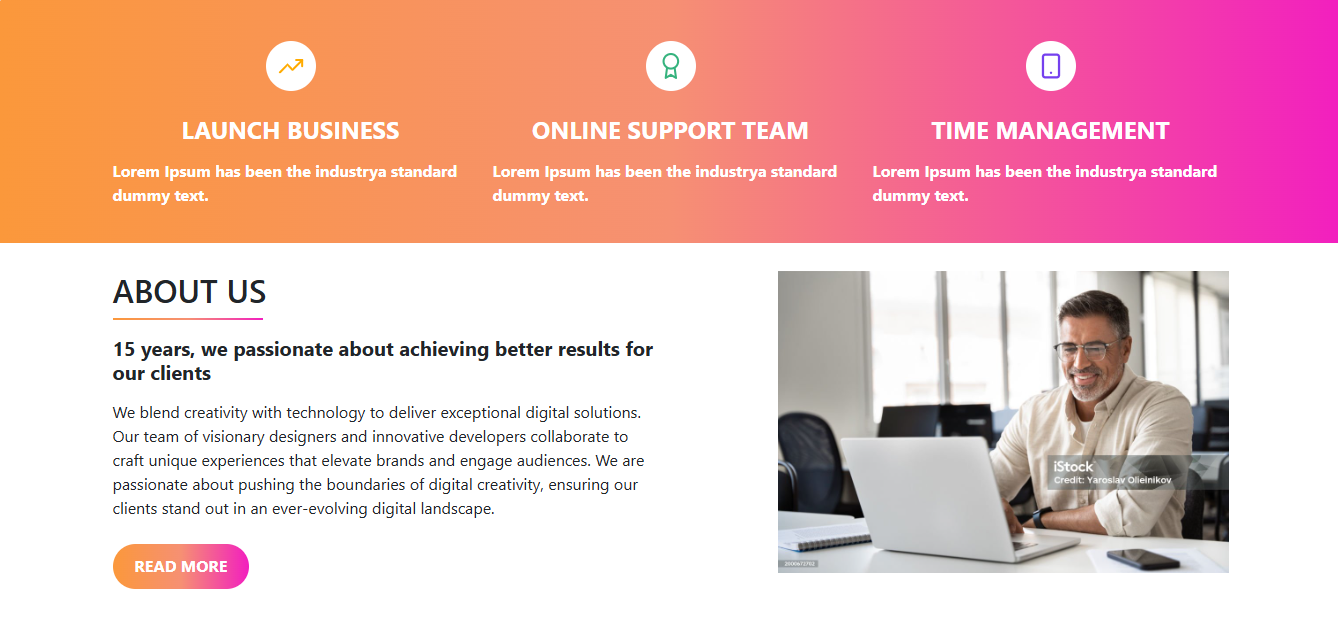 LAUNCH BUSINESS
Lorem Ipsum has been the industrya standard
dummy text.
ONLINE SUPPORT TEAM
Lorem Ipsum has been the industrya standard
dummy text.
TIME MANAGEMENT
Lorem Ipsum has been the industrya standard
dummy text.
ABOUT US
15 years, we passionate about achieving better results for
our clients
We blend creativity with technology to deliver exceptional digital solutions.
Our team of visionary designers and innovative developers collaborate to
craft unique experiences that elevate brands and engage audiences. We are
passionate about pushing the boundaries of digital creativity, ensuring our
clients stand out in an ever-evolving digital landscape.
READ MORE
iStock
Credit: Yaroslav Olieinikov